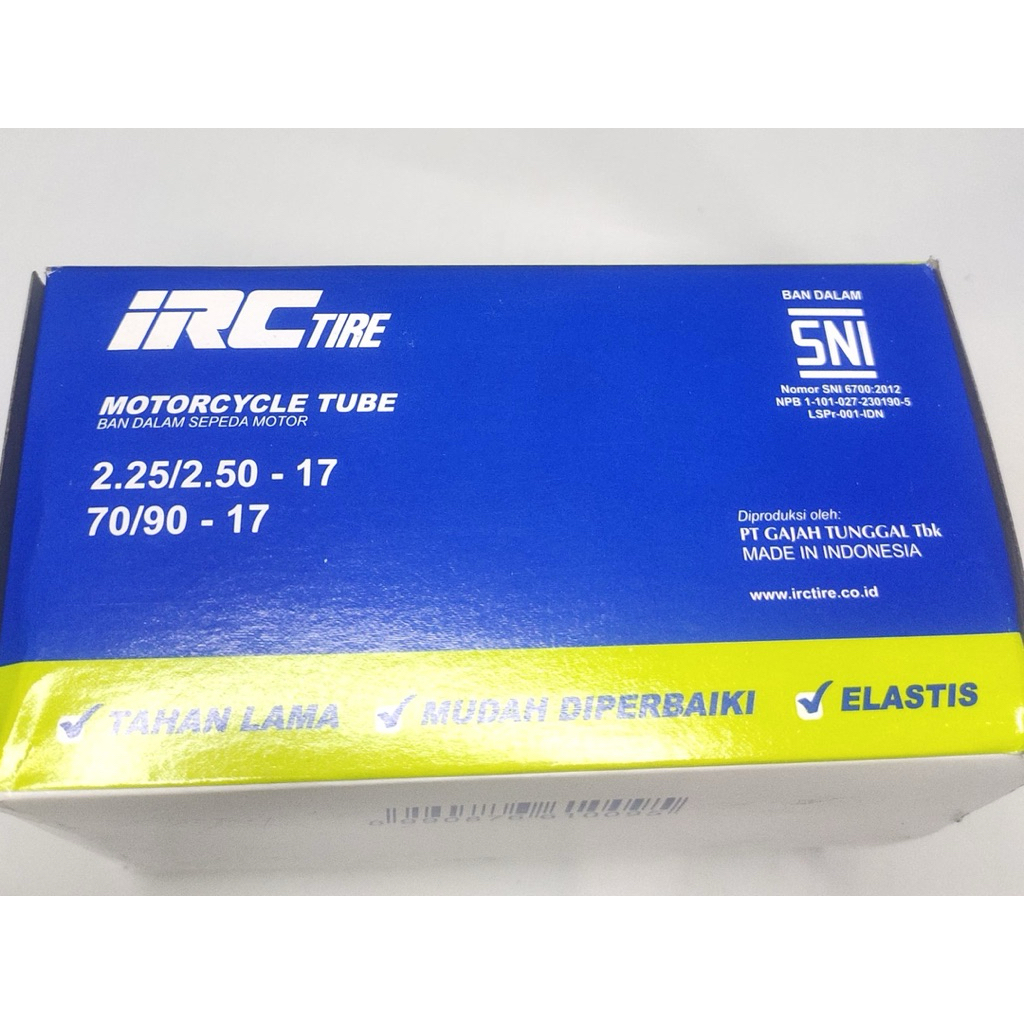 IRC TIRE
MOTORCYCLE TUBE
BAN DALAM SEPEDA MOTOR
2.25/2.50 - 17
70/90 - 17
BAN DALAM
SNI
Nomor SNI 6700:2012
NPB 1-101-027-230190-5
LSPr-001-IDN
Diproduksi oleh:
PT GAJAH TUNGGAL Tbk
MADE IN INDONESIA
www.irctire.co.id
TAHAN LAMA
MUDAH DIPERBAIKI
ELASTIS